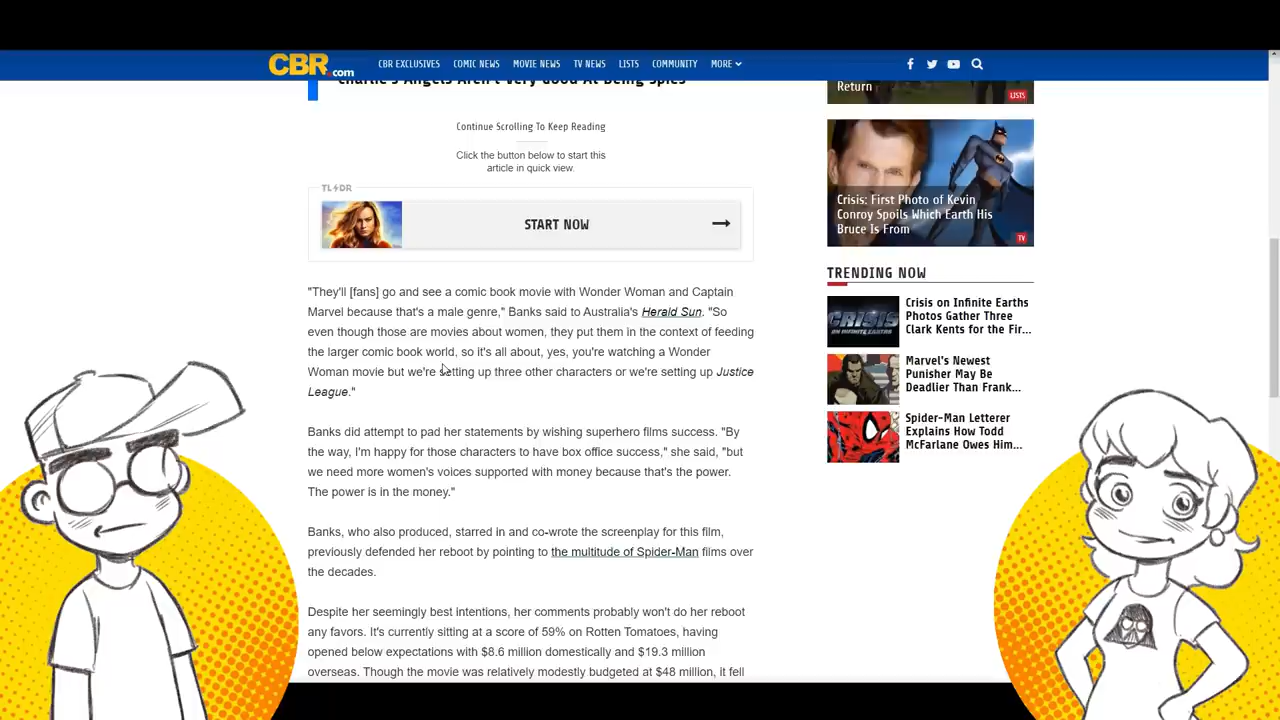 CBR.com
CBR EXCLUSIVES COMIC NEWS MOVIE NEWS TV NEWS LISTS COMMUNITY MORE
Charlie's Angels Aren't Very Good At Being Spies
Continue Scrolling To Keep Reading
Click the button below to start this
article in quick view.
TL DR
START NOW
"They'll [fans] go and see a comic book movie with Wonder Woman and Captain
Marvel because that's a male genre," Banks said to Australia's Herald Sun. "So
even though those are movies about women, they put them in the context of feeding
the larger comic book world, so it's all about, yes, you're watching a Wonder
Woman movie but we're setting up three other characters or we're setting up Justice
League."
Banks did attempt to pad her statements by wishing superhero films success. "By
the way, I'm happy for those characters to have box office success," she said, "but
we need more women's voices supported with money because that's the power.
The power is in the money."
Banks, who also produced, starred in and co-wrote the screenplay for this film,
previously defended her reboot by pointing to the multitude of Spider-Man films over
the decades.
Despite her seemingly best intentions, her comments probably won't do her reboot
any favors. It's currently sitting at a score of 59% on Rotten Tomatoes, having
opened below expectations with $8.6 million domestically and $19.3 million
overseas. Though the movie was relatively modestly budgeted at $48 million, it fell
Return
LISTS
Crisis: First Photo of Kevin
Conroy Spoils Which Earth His
Bruce Is From
TV
TRENDING NOW
CRISIS
Crisis on Infinite Earths
Photos Gather Three
Clark Kents for the Fir...
Marvel's Newest
Punisher May Be
Deadlier Than Frank...
Spider-Man Letterer
Explains How Todd
McFarlane Owes Him...